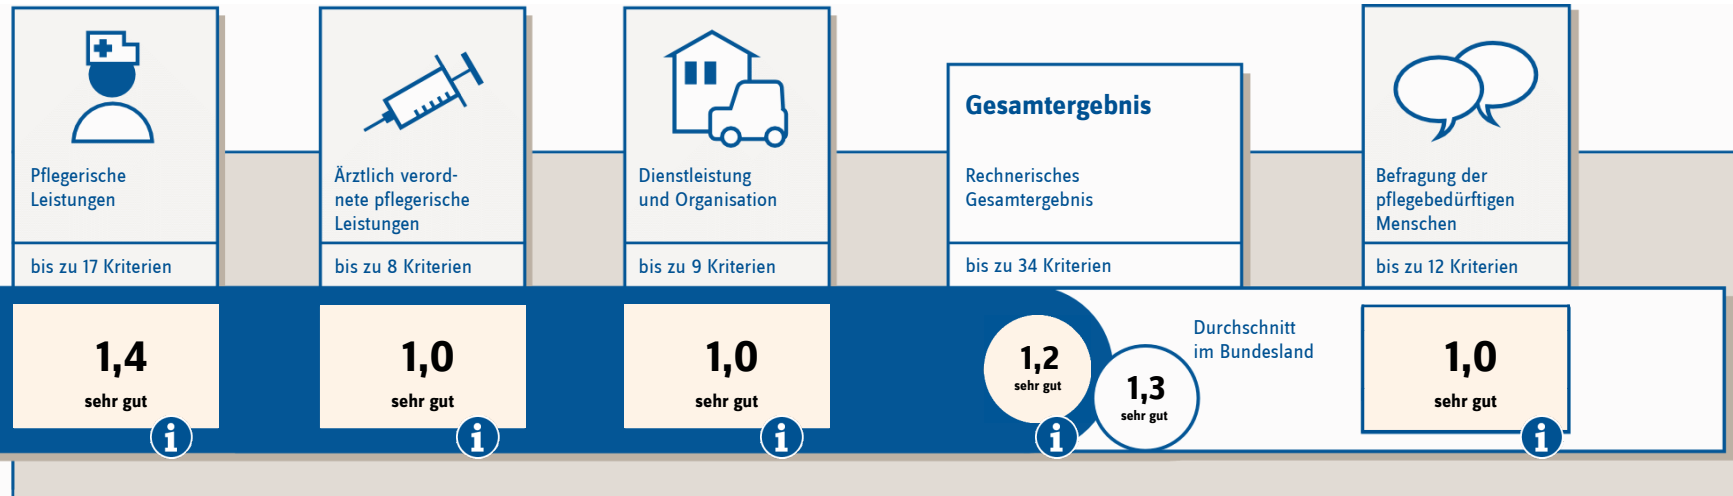 Pflegerische
Leistungen
bis zu 17 Kriterien
1,4
sehr gut
i
Ärztlich verord-
nete pflegerische
Leistungen
bis zu 8 Kriterien
1,0
sehr gut
i
Dienstleistung
und Organisation
bis zu 9 Kriterien
1,0
sehr gut
i
Gesamtergebnis
Rechnerisches
Gesamtergebnis
bis zu 34 Kriterien
1,2
sehr gut
i
1,3
sehr gut
Durchschnitt
im Bundesland
Befragung der
pflegebedürftigen
Menschen
bis zu 12 Kriterien
1,0
sehr gut
i